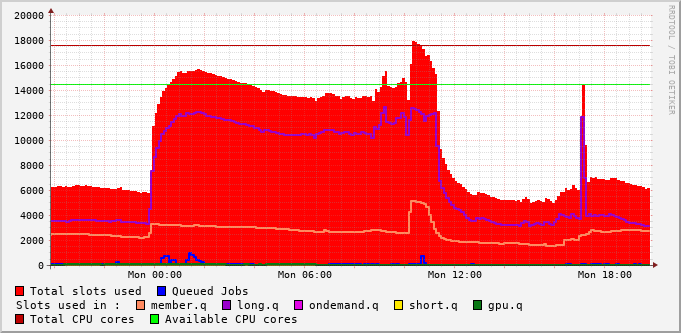 20000
18000
16000
14000
12000
10000
8000
6000
4000
2000
0
Mon 00:00 Mon 06:00 Mon 12:00 Mon 18:00
RRDTOOL / TOBI OETIKER
Total slots used Queued Jobs
Slots used in : member.q long.q ondemand.q short.q gpu.q
Total CPU cores Available CPU cores